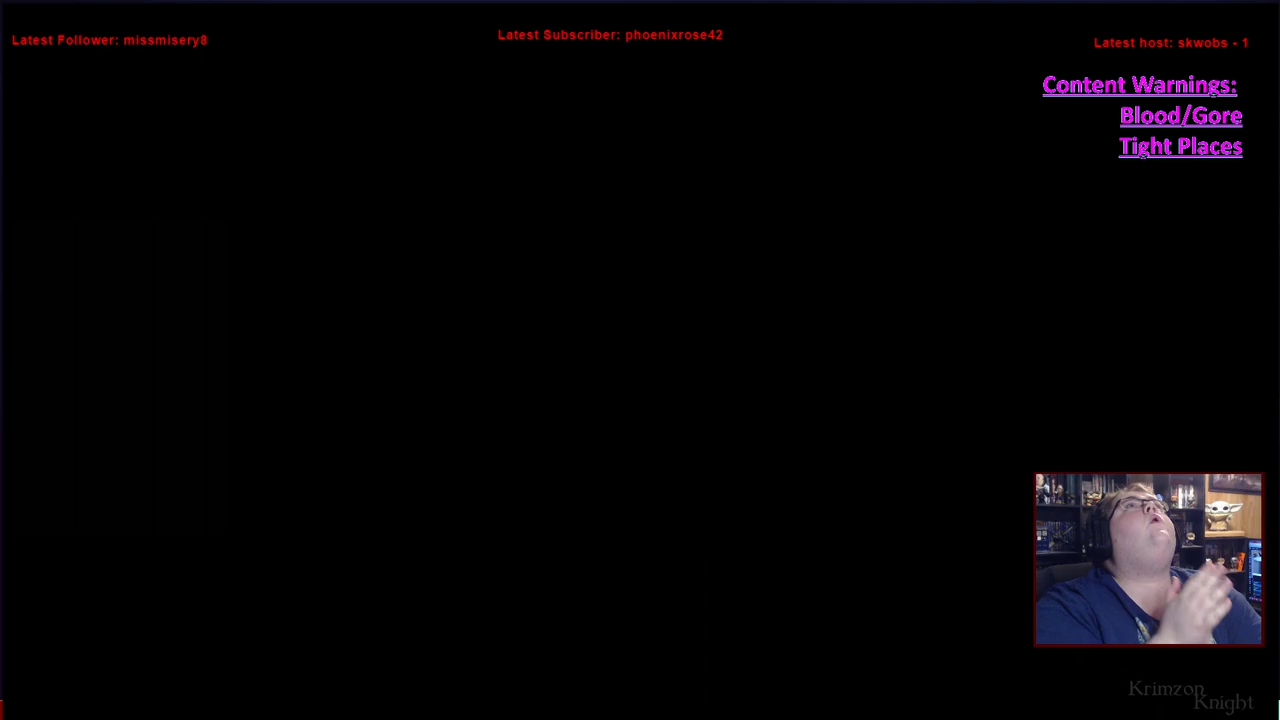 Latest Follower: missmisery8
Latest Subscriber: phoenixrose42
Latest host: skwobs - 1
Content Warnings:
Blood/Gore
Tight Places
Krimzon
Knight